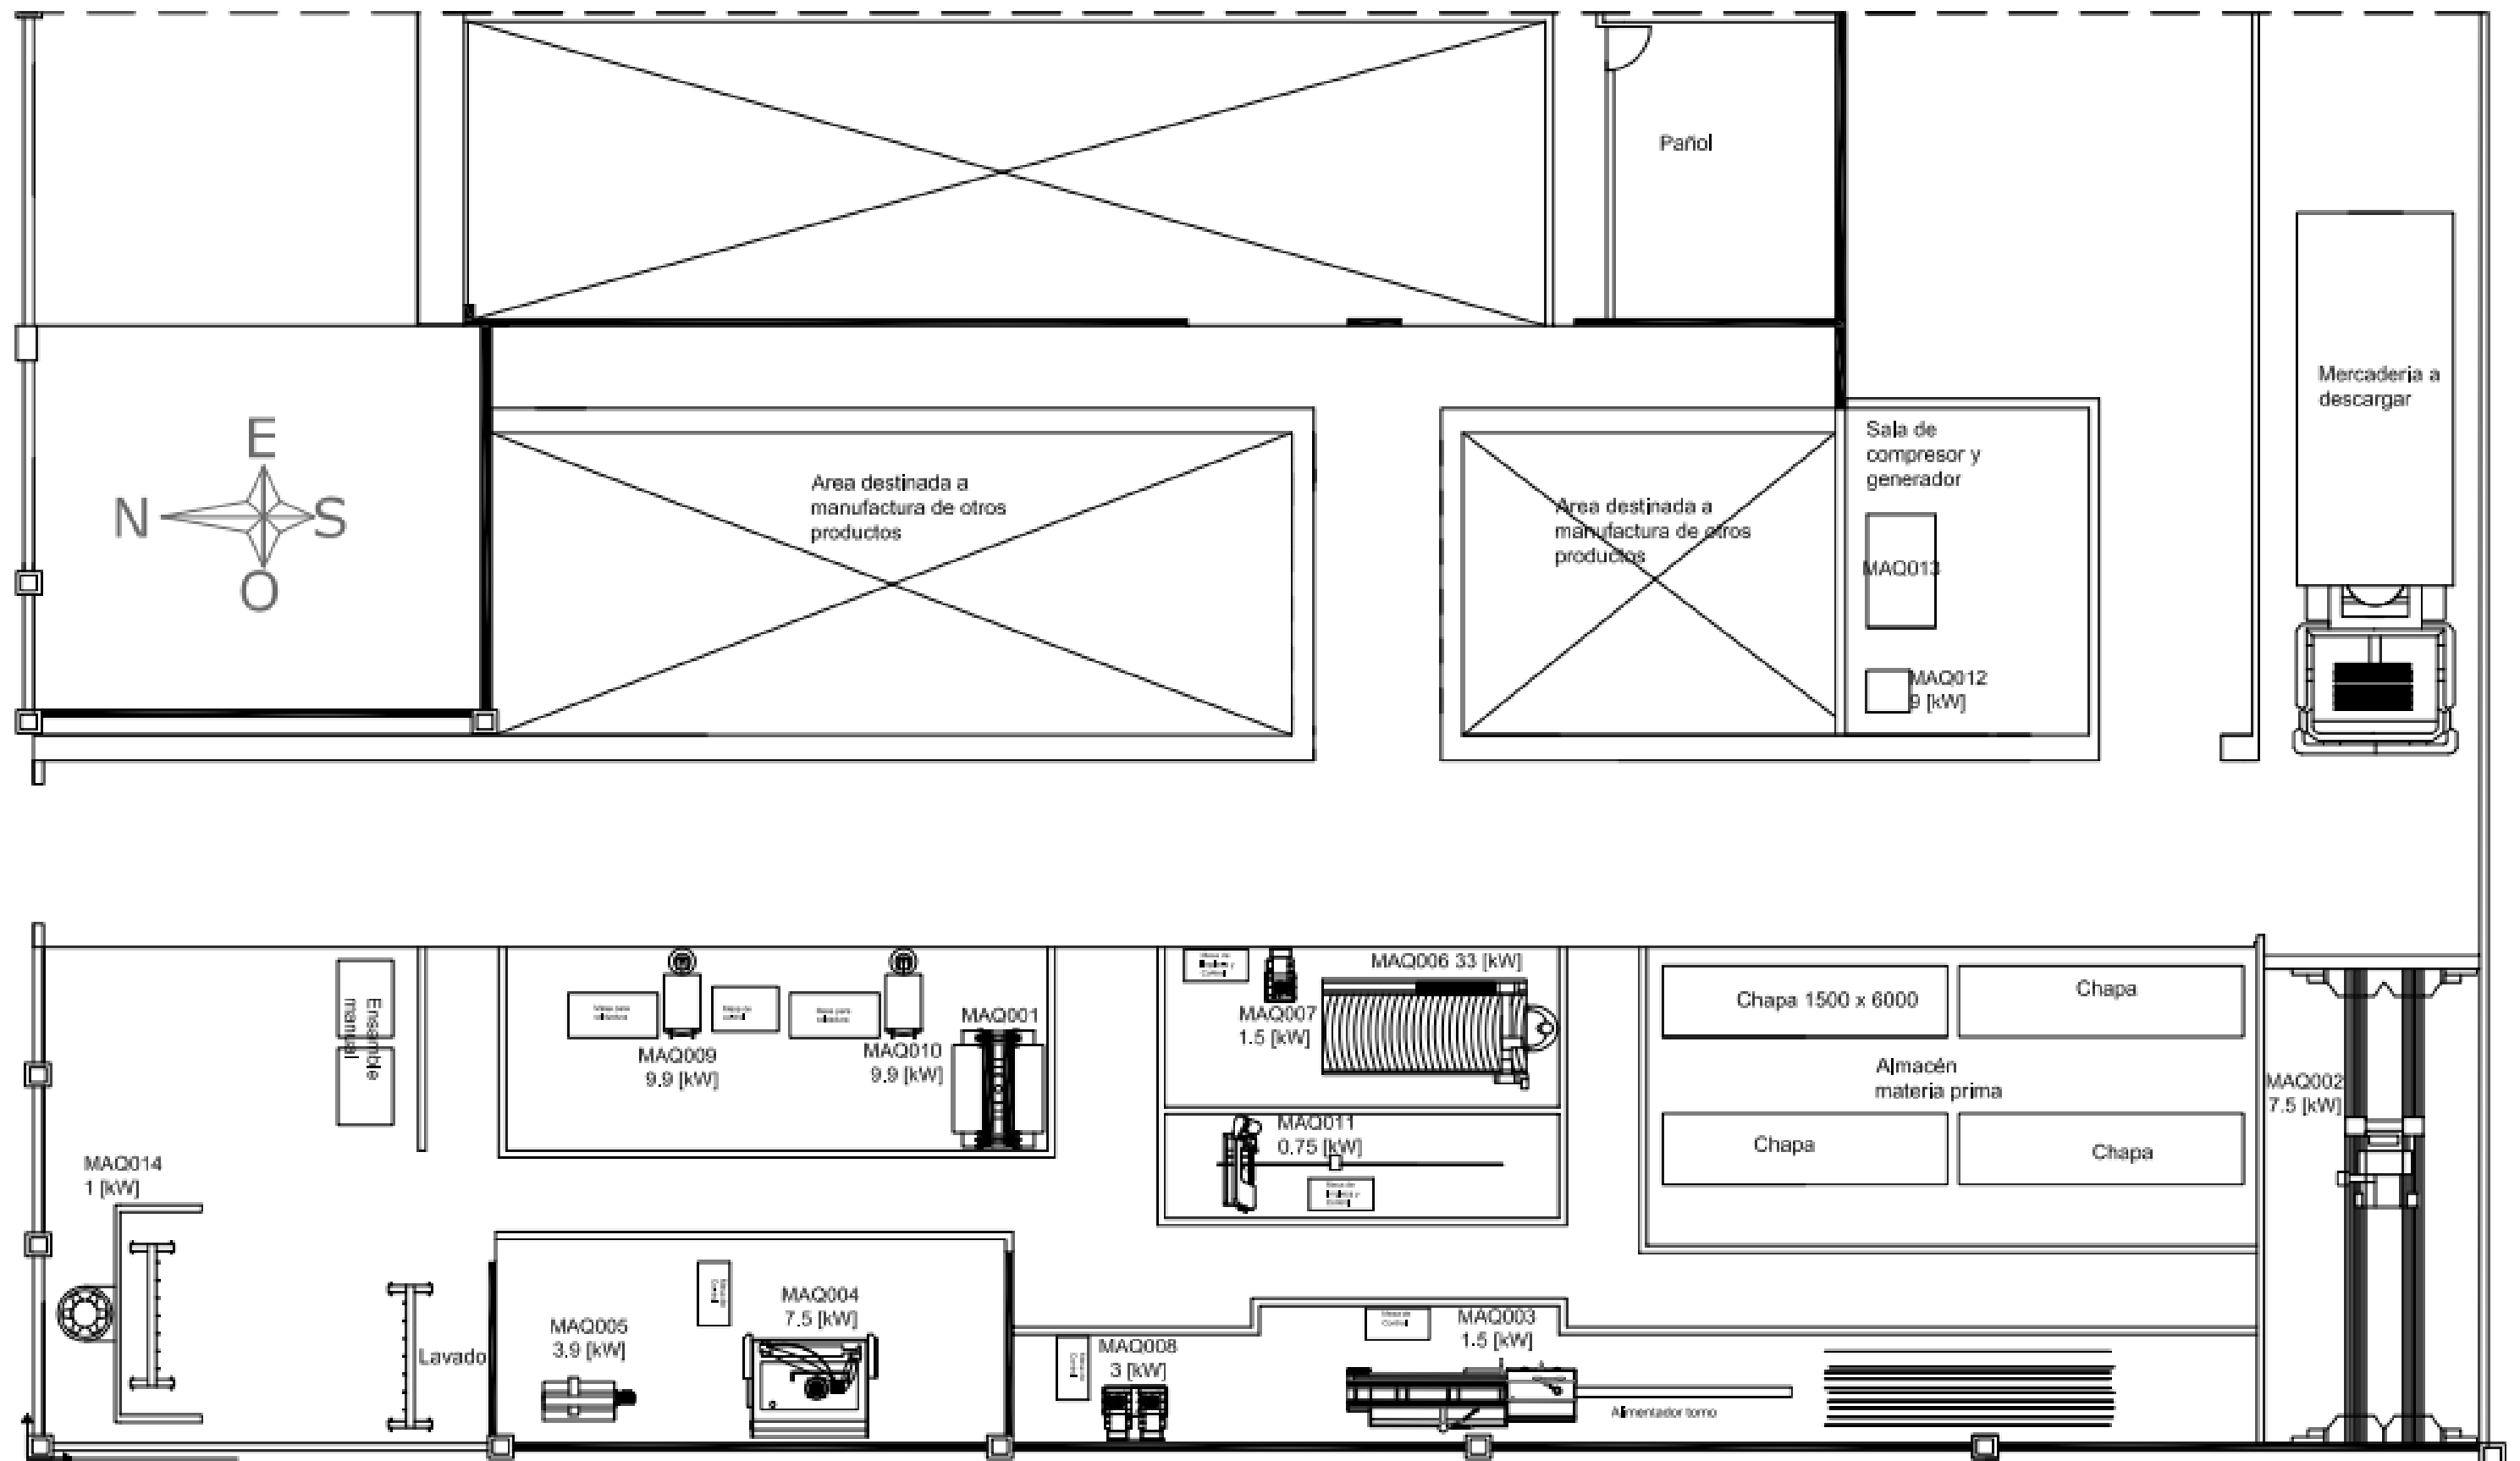 Pañol
Mercaderia a
descargar
E
N
S
O
Sala de
compresor y
generador
Area destinada a
manufactura de otros
productos
Area destinada a
manufactura de otros
productos
MAQ013
MAQ012
9 [kW]
MAQ006 33 [kW]
Chapa 1500 x 6000
Chapa
Ensamble
manual
MAQ001
MAQ007
1.5 [kW]
MAQ009
9.9 [kW]
MAQ010
9.9 [kW]
Almacén
materia prima
MAQ002
7.5 [kW]
MAQ011
0.75 [kW]
Chapa
Chapa
MAQ014
1 [kW]
MAQ004
7.5 [kW]
MAQ005
3.9 [kW]
Lavado
MAQ008
3 [kW]
MAQ003
1.5 [kW]
Alimentador torno